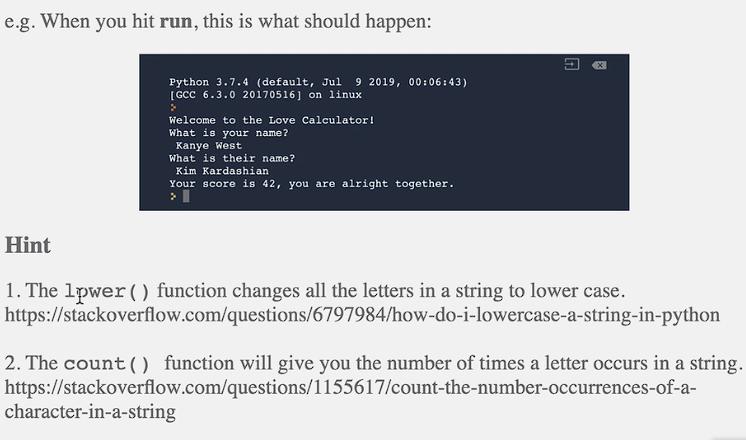 e.g. When you hit run, this is what should happen:
Python 3.7.4 (default, Jul  9 2019, 00:06:43)
[GCC 6.3.0 20170516] on linux
>
Welcome to the Love Calculator!
What is your name?
 Kanye West
What is their name?
 Kim Kardashian
Your score is 42, you are alright together.
>
Hint
1. The lower() function changes all the letters in a string to lower case.
https://stackoverflow.com/questions/6797984/how-do-i-lowercase-a-string-in-python
2. The count()  function will give you the number of times a letter occurs in a string.
https://stackoverflow.com/questions/1155617/count-the-number-occurrences-of-a-
character-in-a-string